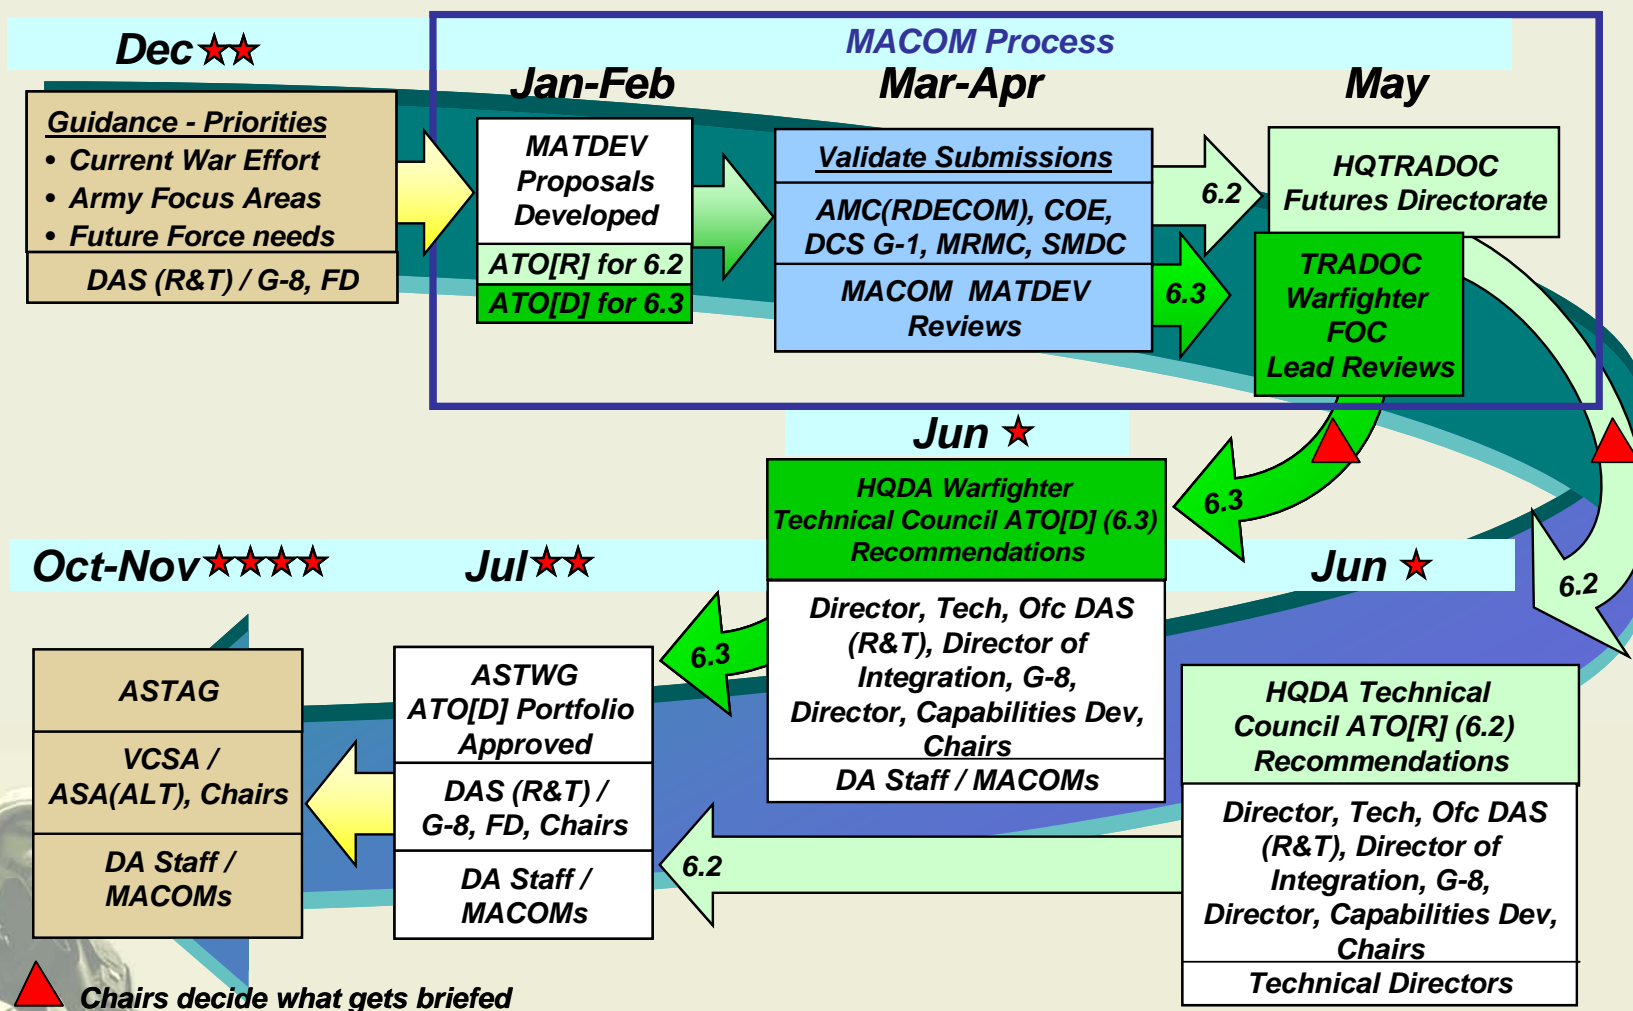 Dec
MACOM Process
Jan-Feb
Mar-Apr
May
Guidance - Priorities
• Current War Effort
• Army Focus Areas
• Future Force needs
DAS (R&T) / G-8, FD
MATDEV
Proposals
Developed
ATO[R] for 6.2
ATO[D] for 6.3
Validate Submissions
AMC(RDECOM), COE,
DCS G-1, MRMC, SMDC
MACOM MATDEV
Reviews
6.2
6.3
HQTRADOC
Futures Directorate
TRADOC
Warfighter
FOC
Lead Reviews
Jun
6.3
6.2
HQDA Warfighter
Technical Council ATO[D] (6.3)
Recommendations
Director, Tech, Ofc DAS
(R&T), Director of
Integration, G-8,
Director, Capabilities Dev,
Chairs
DA Staff / MACOMs
Jun
HQDA Technical
Council ATO[R] (6.2)
Recommendations
Director, Tech, Ofc DAS
(R&T), Director of
Integration, G-8,
Director, Capabilities Dev,
Chairs
Technical Directors
6.3
6.2
Jul
ASTWG
ATO[D] Portfolio
Approved
DAS (R&T) /
G-8, FD, Chairs
DA Staff /
MACOMs
Oct-Nov
ASTAG
VCSA /
ASA(ALT), Chairs
DA Staff /
MACOMs
Chairs decide what gets briefed